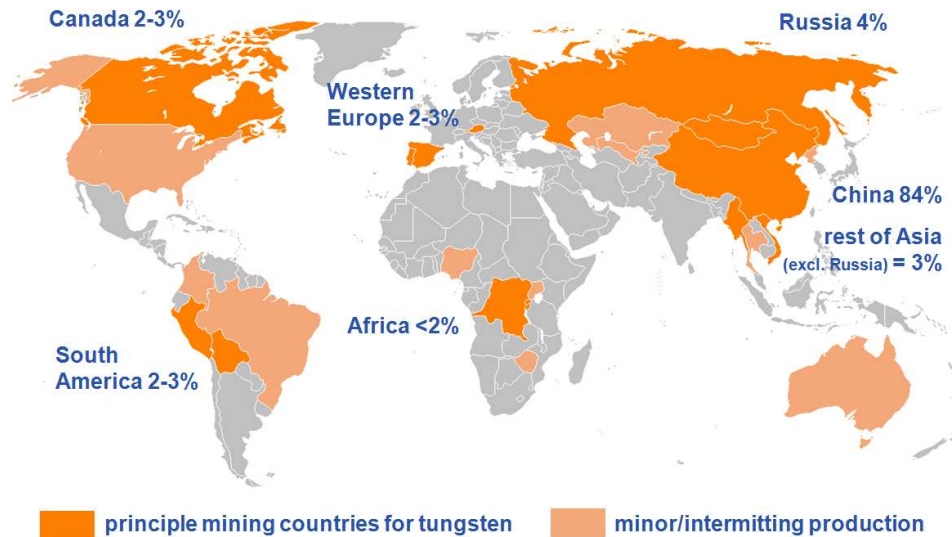 Canada 2-3%
Russia 4%
Western
Europe 2-3%
China 84%
rest of Asia
(excl. Russia) = 3%
Africa <2%
South
America 2-3%
principle mining countries for tungsten
minor/intermitting production